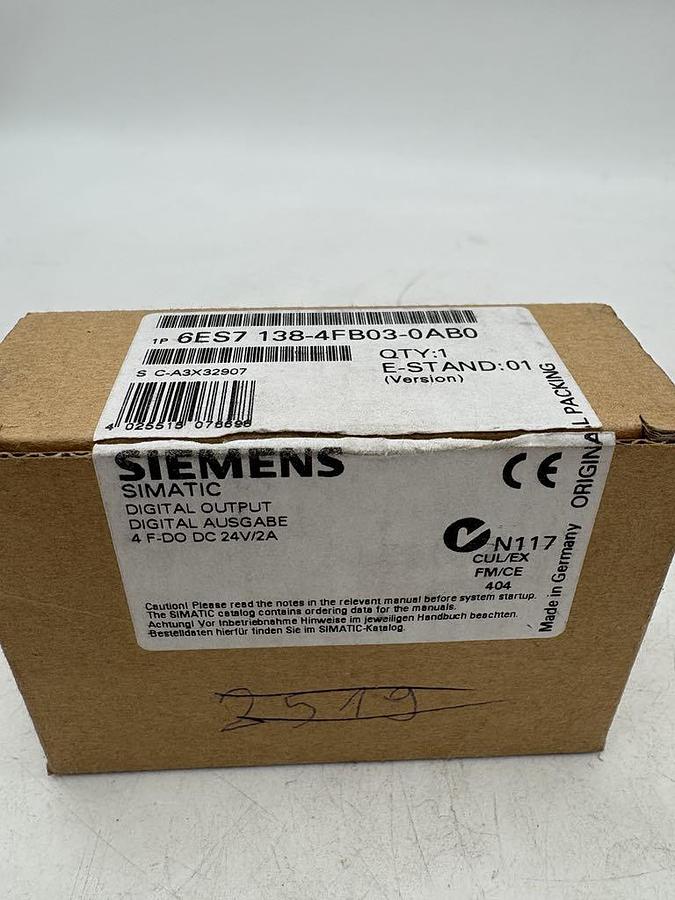 1P 6ES7 138-4FB03-0AB0
QTY:1
S C-A3X32907
E-STAND:01
(Version)
4 025515 078698
ORIGINAL PACKING
SIEMENS
SIMATIC
DIGITAL OUTPUT
DIGITAL AUSGABE
4 F-DO DC 24V/2A
CE
N117
CUL/EX
FM/CE
404
Made in Germany
Caution! Please read the notes in the relevant manual before system startup.
The SIMATIC catalog contains ordering data for the manuals.
Achtung! Vor Inbetriebnahme Hinweise im jeweiligen Handbuch beachten.
Bestelldaten hierfür finden Sie im SIMATIC-Katalog.
2519